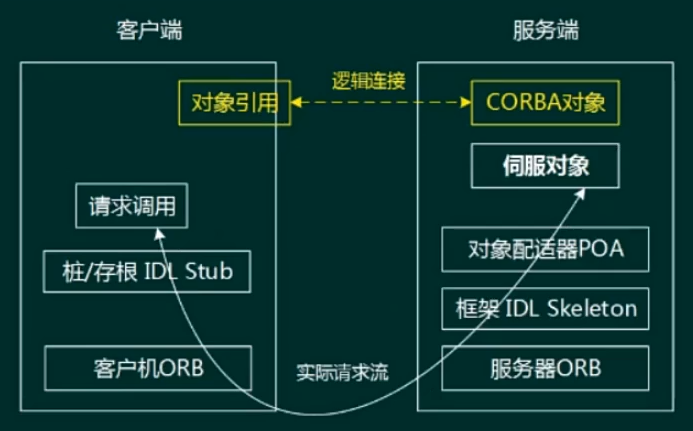 客户端
服务端
对象引用
逻辑连接
CORBA对象
伺服对象
请求调用
桩/存根 IDL Stub
对象配适器POA
框架 IDL Skeleton
客户机ORB
实际请求流
服务器ORB